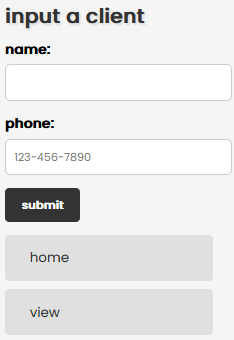 input a client
name:
phone:
123-456-7890
submit
home
view